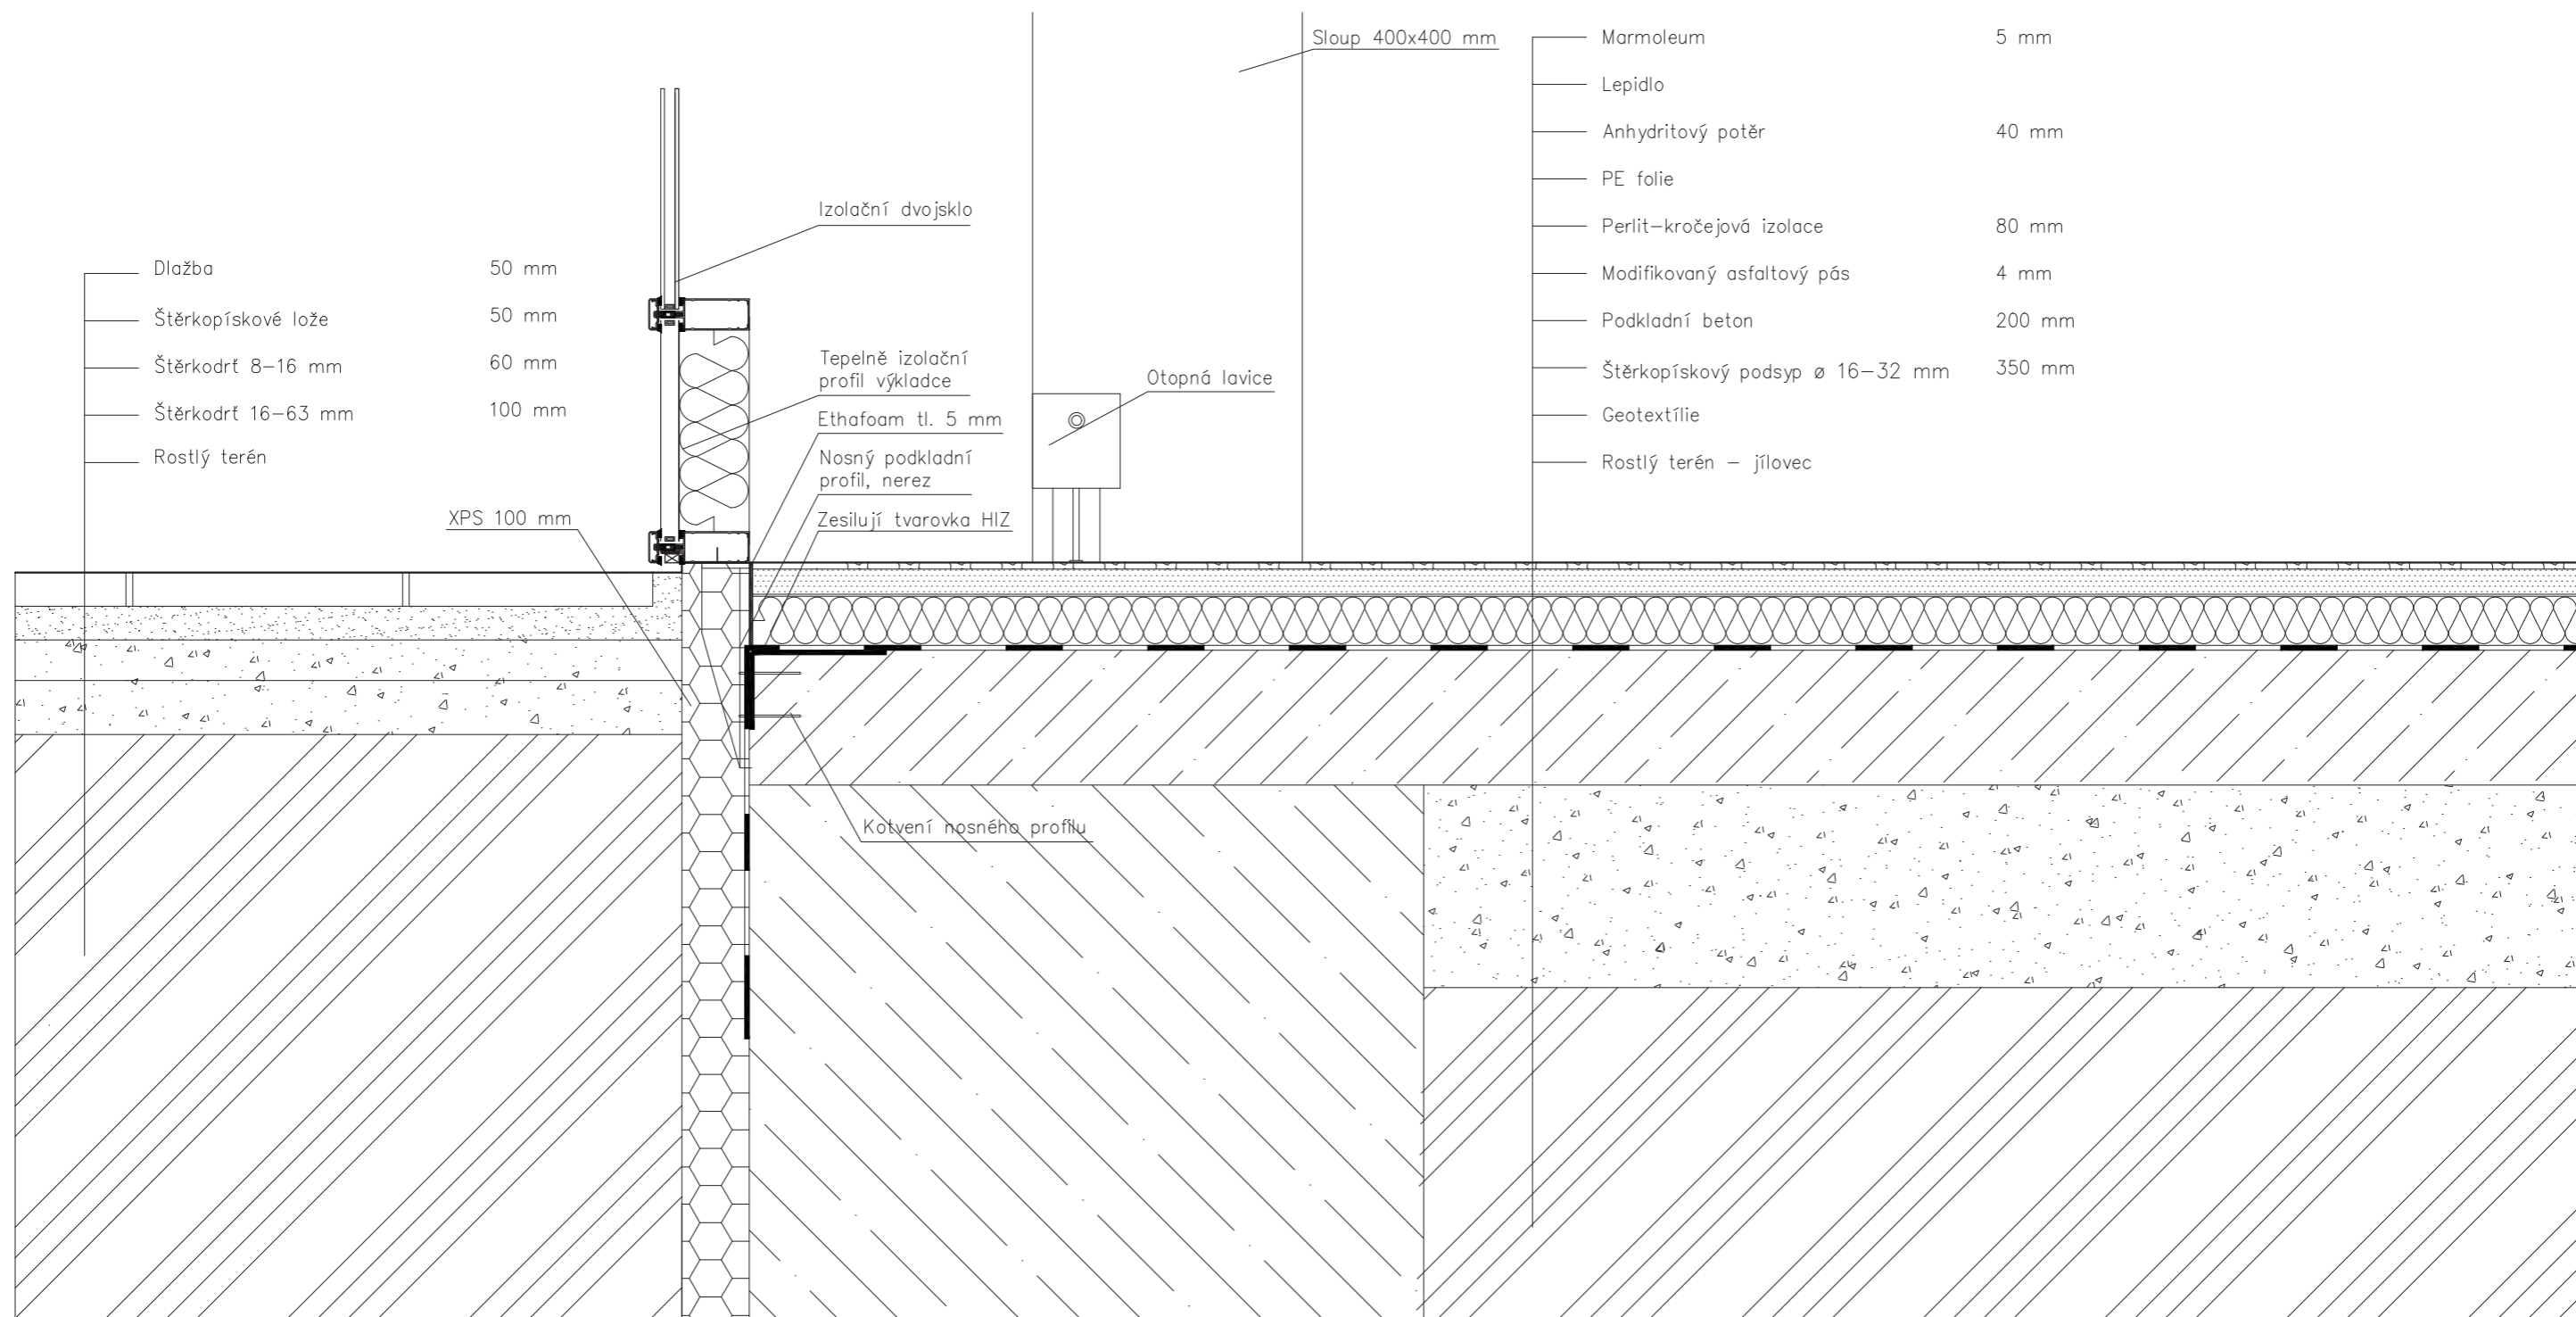 Dlažba 50 mm
Štěrkopískové lože 50 mm
Štěrkodrť 8-16 mm 60 mm
Štěrkodrť 16-63 mm 100 mm
Rostlý terén
XPS 100 mm
Izolační dvojsklo
Tepelně izolační
profil výkladce
Ethafoam tl. 5 mm
Nosný podkladní
profil, nerez
Zesilují tvarovka HIZ
Kotvení nosného profilu
Otopná lavice
Sloup 400x400 mm
Marmoleum 5 mm
Lepidlo
Anhydritový potěr 40 mm
PE folie
Perlit-kročejová izolace 80 mm
Modifikovaný asfaltový pás 4 mm
Podkladní beton 200 mm
Štěrkopískový podsyp ø 16-32 mm 350 mm
Geotextílie
Rostlý terén - jílovec